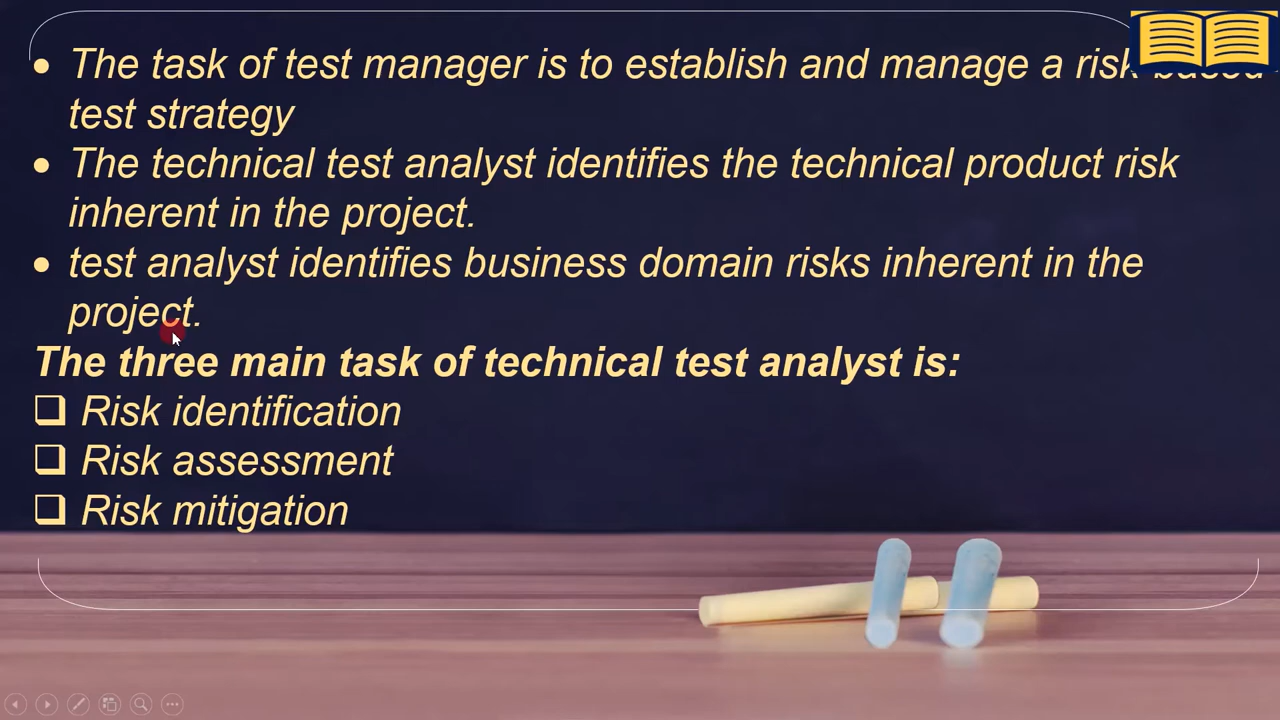 • The task of test manager is to establish and manage a risk based
test strategy
• The technical test analyst identifies the technical product risk
inherent in the project.
• test analyst identifies business domain risks inherent in the
project.
The three main task of technical test analyst is:
❑ Risk identification
❑ Risk assessment
❑ Risk mitigation